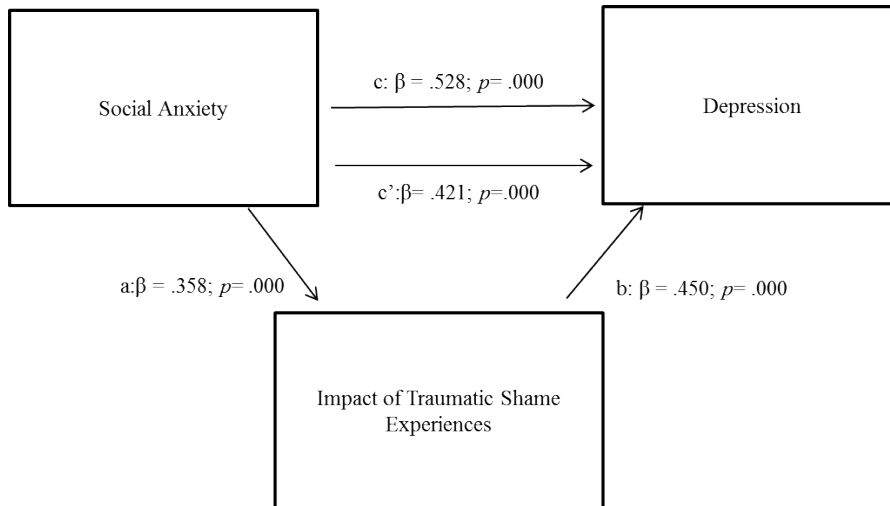 c: β = .528; p= .000
Social Anxiety
Depression
c’:β= .421; p=.000
a:β = .358; p= .000
b: β = .450; p= .000
Impact of Traumatic Shame
Experiences